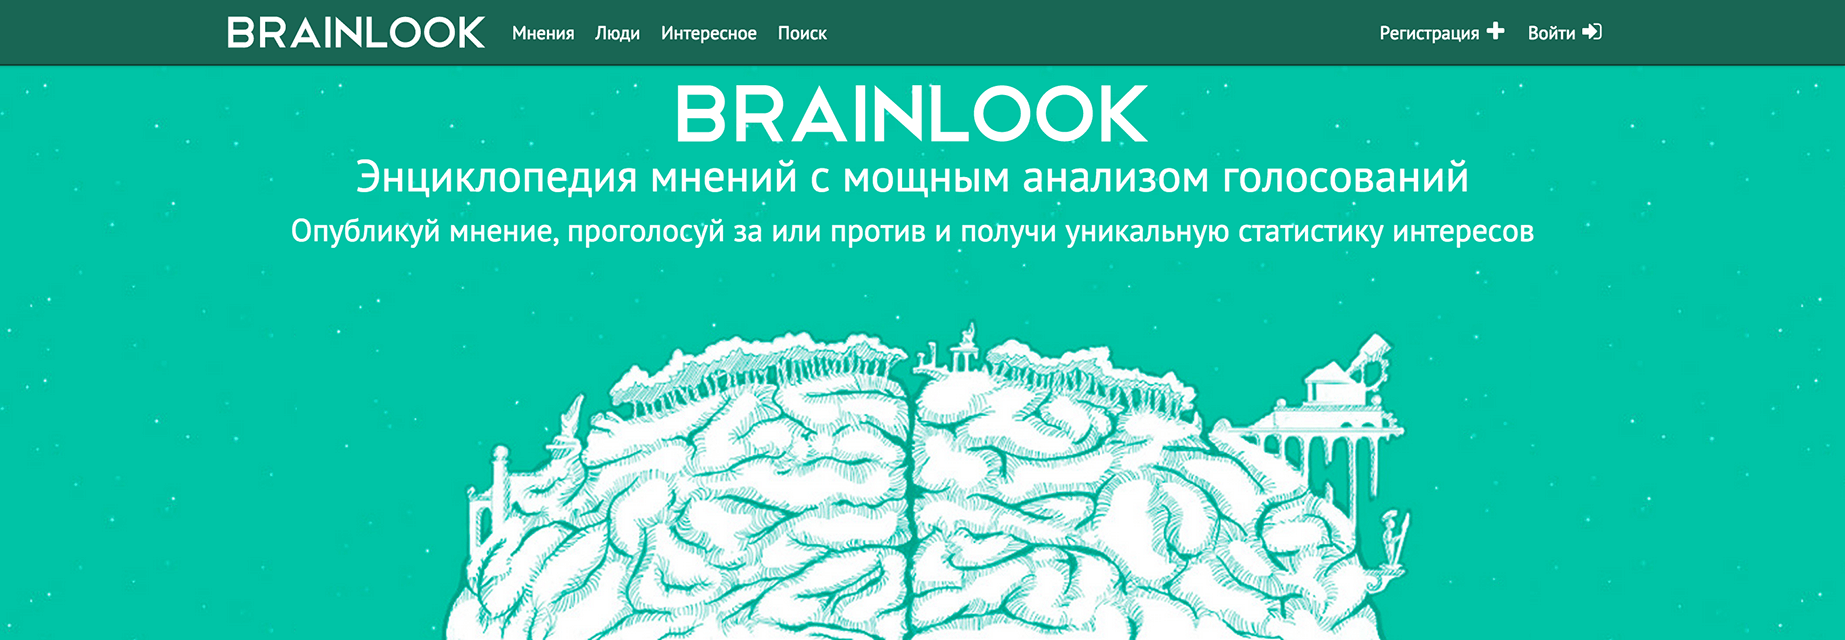 BRAINLOOK Мнения Люди Интересное Поиск Регистрация Войти
BRAINLOOK
Энциклопедия мнений с мощным анализом голосований
Опубликуй мнение, проголосуй за или против и получи уникальную статистику интересов